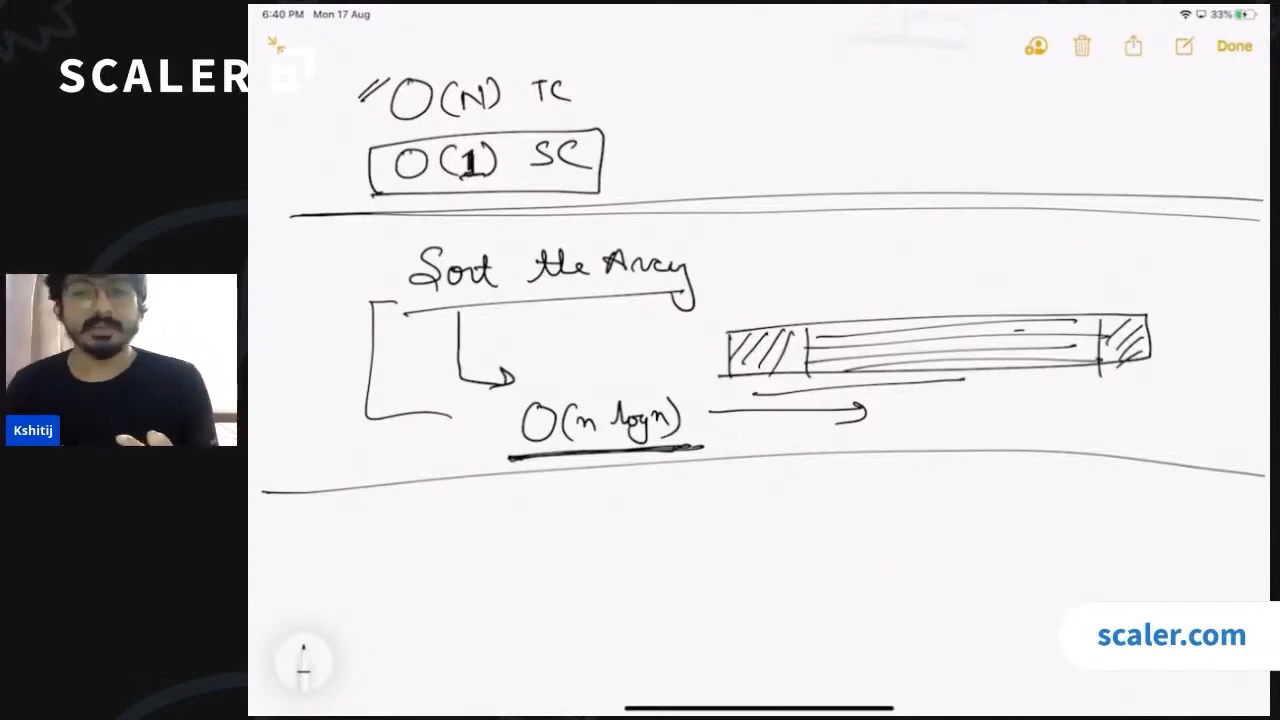 6:40 PM Mon 17 Aug
33%
Done
SCALER
O(N) TC
O(1) SC
Sort the Array
O(n logn)
Kshitij
scaler.com